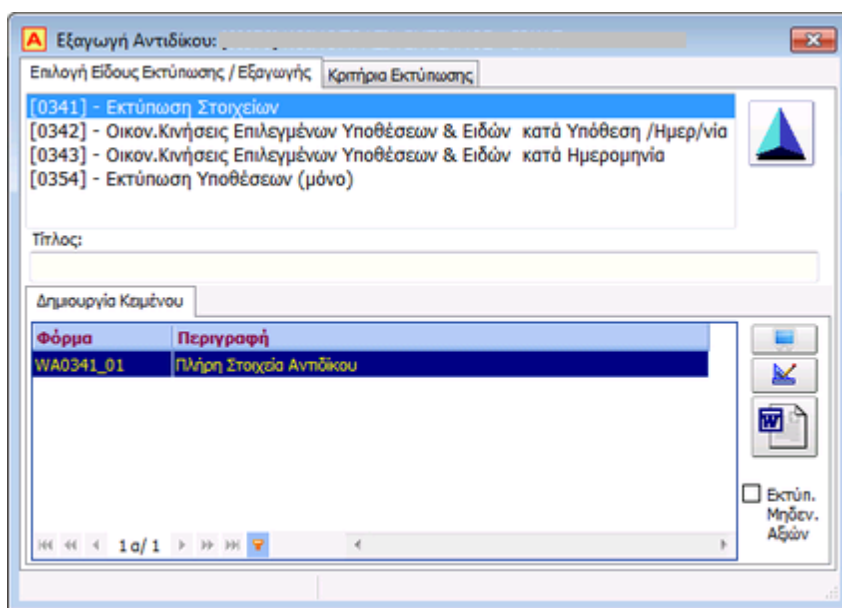 A Εξαγωγή Αντιδίκου:
Επιλογή Είδους Εκτύπωσης / Εξαγωγής Κριτήρια Εκτύπωσης
[0341] - Εκτύπωση Στοιχείων
[0342] - Οικον.Κινήσεις Επιλεγμένων Υποθέσεων & Ειδών κατά Υπόθεση /Ημερ/νία
[0343] - Οικον.Κινήσεις Επιλεγμένων Υποθέσεων & Ειδών κατά Ημερομηνία
[0354] - Εκτύπωση Υποθέσεων (μόνο)
Τίτλος:
Δημιουργία Κειμένου
Φόρμα Περιγραφή
WA0341_01 Πλήρη Στοιχεία Αντιδίκου
W
Εκτύπ.
Μηδεν.
Αξιών
1 α/ 1